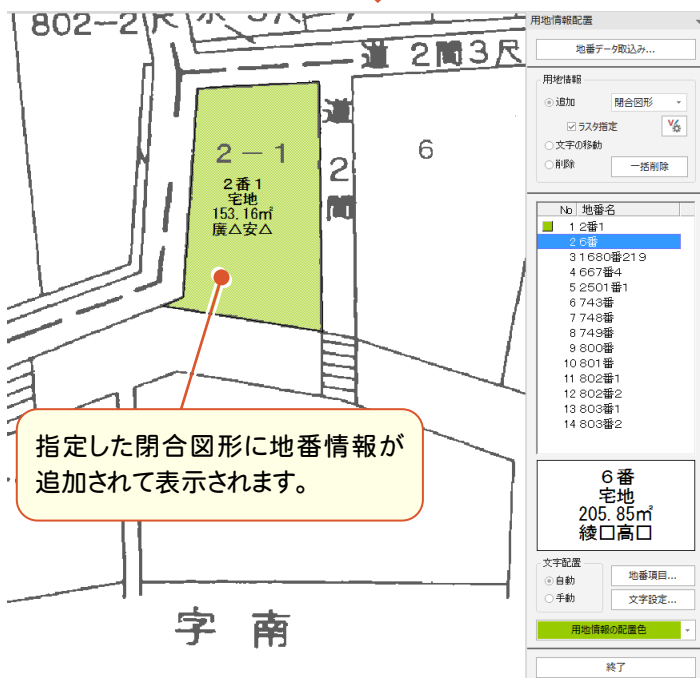 802-2
道 2間3尺
道
2
間
2-1
6
2番1
宅地
153.16㎡
廣△安△
指定した閉合図形に地番情報が
追加されて表示されます。
字 南
用地情報配置
地番データ取込み...
用地情報
追加
閉合図形
ラスタ指定
文字の移動
削除
一括削除
No 地番名
1 2番1
2 6番
3 1680番219
4 667番4
5 2501番1
6 743番
7 748番
8 749番
9 800番
10 801番
11 802番1
12 802番2
13 803番1
14 803番2
6番
宅地
205.85㎡
綾□高□
文字配置
自動
地番項目...
手動
文字設定...
用地情報の配置色
終了